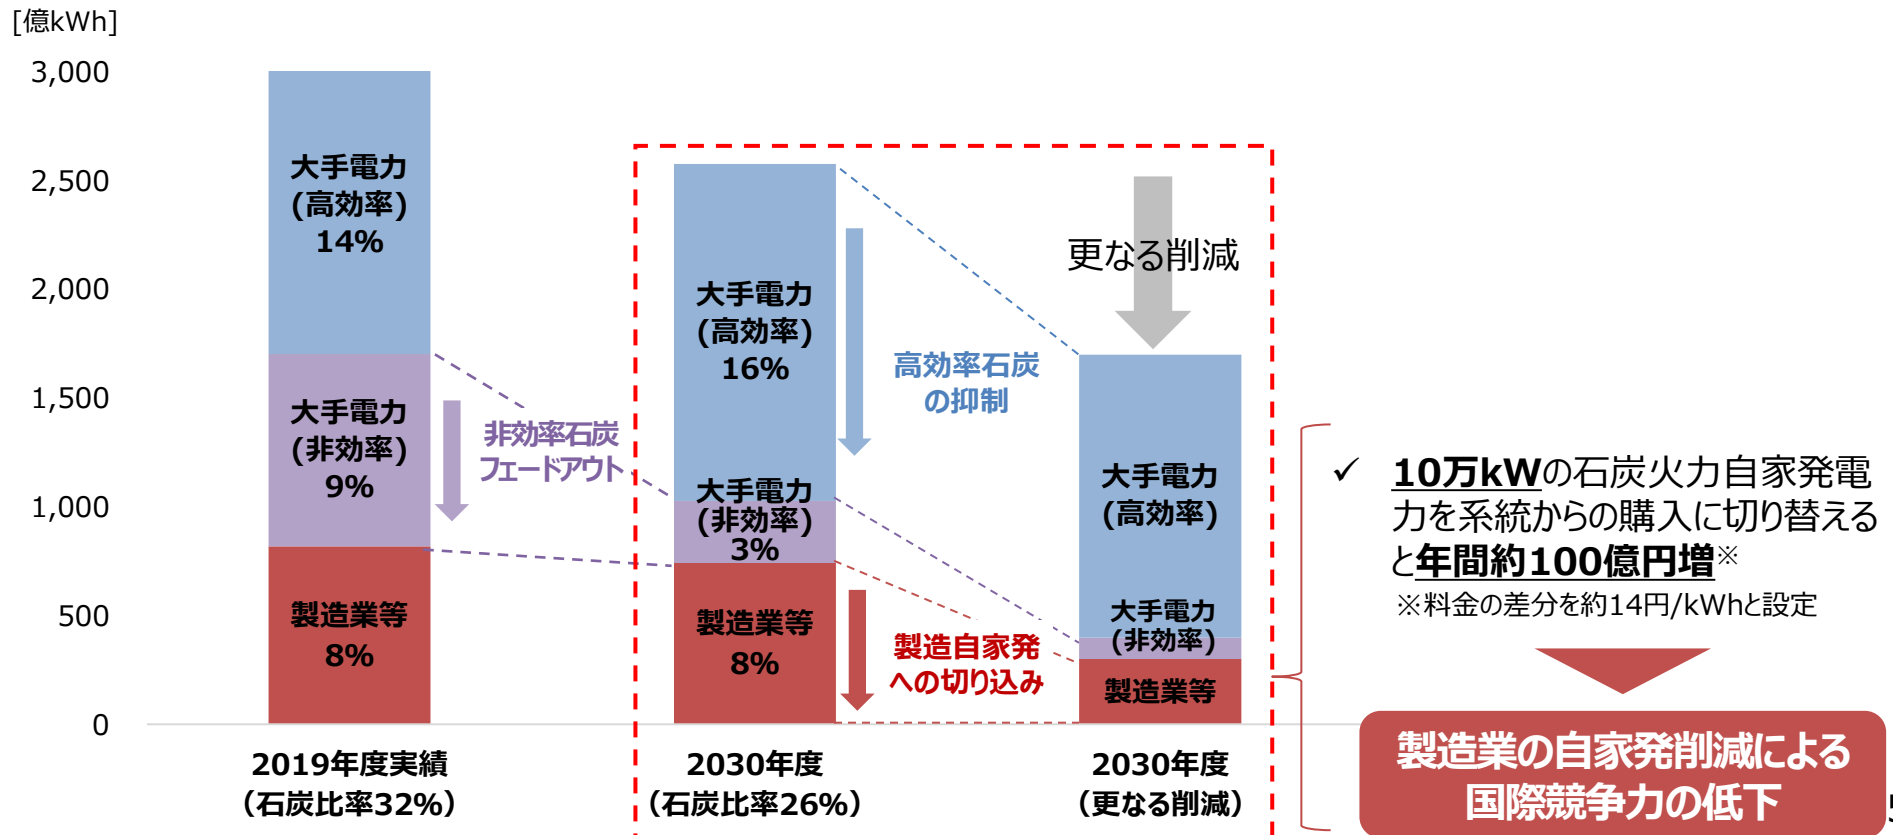 [億kWh]
3,000
2,500
2,000
1,500
1,000
500
0
大手電力
(高効率)
14%
大手電力
(非効率)
9%
製造業等
8%
非効率石炭
フェードアウト
大手電力
(高効率)
16%
大手電力
(非効率)
3%
製造業等
8%
高効率石炭
の抑制
製造自家発
への切り込み
更なる削減
大手電力
(高効率)
大手電力
(非効率)
製造業等
2019年度実績
（石炭比率32%）
2030年度
（石炭比率26%）
2030年度
（更なる削減）
✓ 10万kWの石炭火力自家発電
力を系統からの購入に切り替える
と年間約100億円増※
※料金の差分を約14円/kWhと設定
製造業の自家発削減による
国際競争力の低下